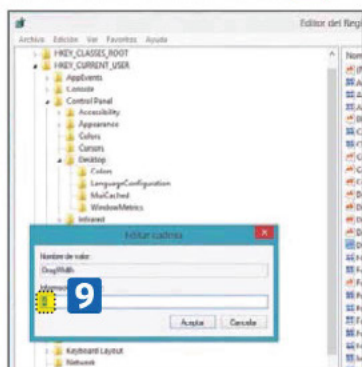 Editor del Regi
Archivo Edición Ver Favoritos Ayuda
HKEY_CLASSES_ROOT
HKEY_CURRENT_USER
AppEvents
Console
Control Panel
Accessibility
Appearance
Colors
Cursors
Desktop
Colors
LanguageConfiguration
MuiCached
WindowMetrics
Infrared
Editar cadena
Nombre de valor:
DragWidth
9
Aceptar Cancelar
Keyboard Layout
Network
Nom